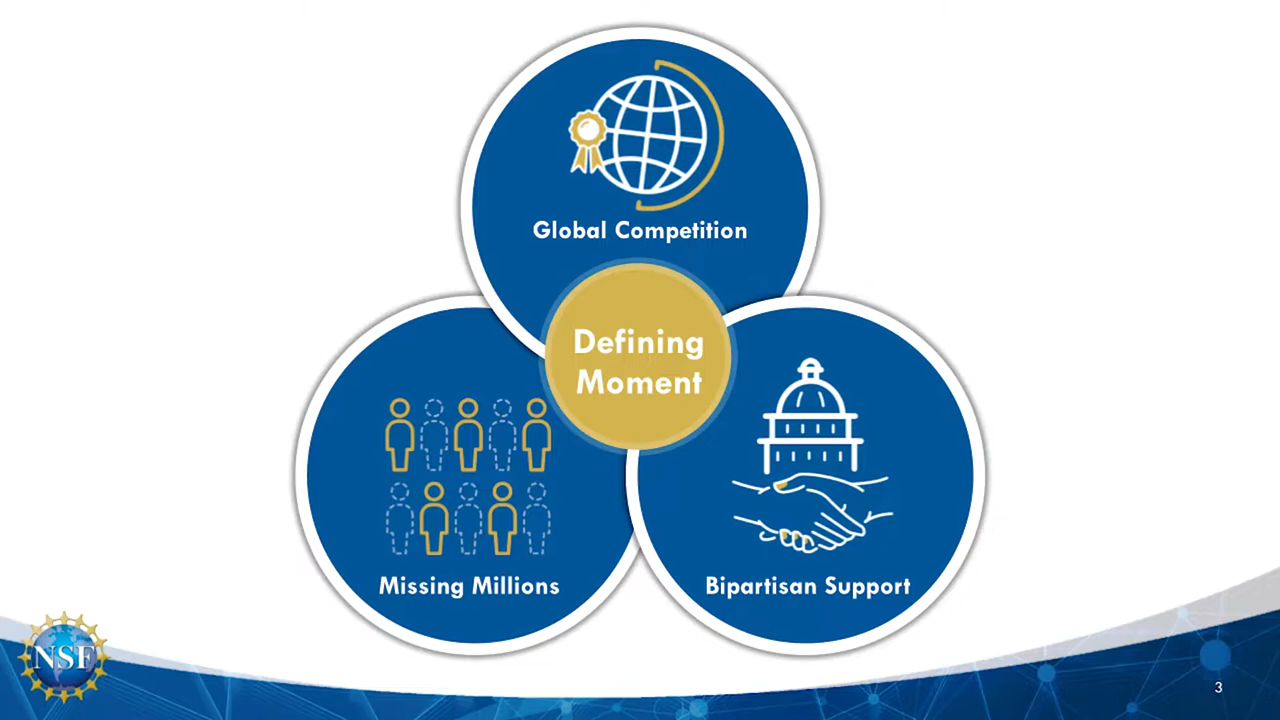 Global Competition
Defining
Moment
Missing Millions
Bipartisan Support
NSF
3